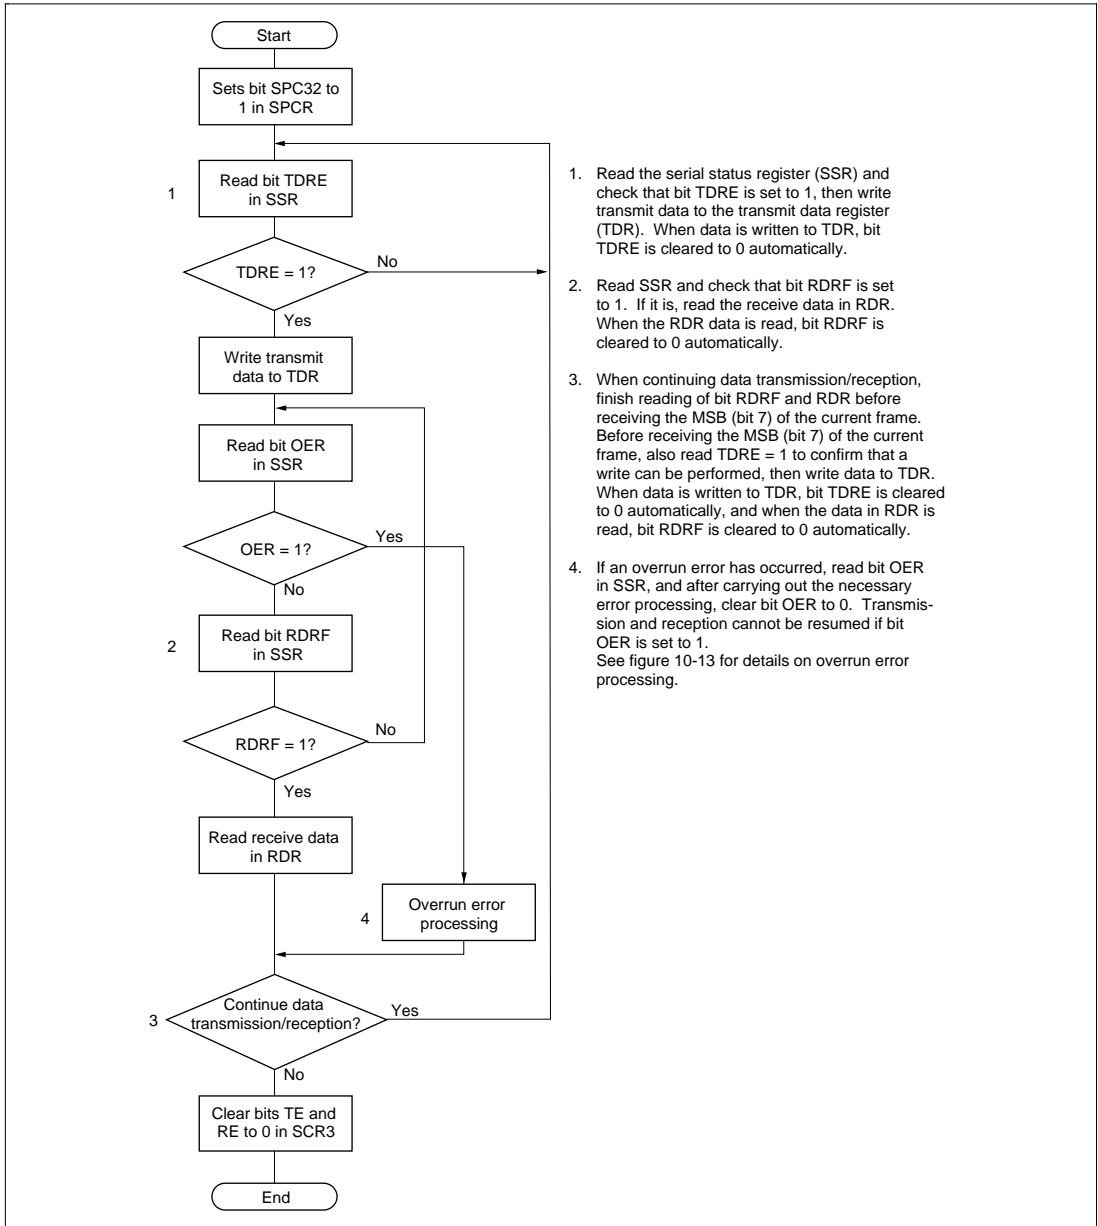 Start
Sets bit SPC32 to
1 in SPCR
1
Read bit TDRE
in SSR
TDRE = 1?
No
Yes
Write transmit
data to TDR
Read bit OER
in SSR
OER = 1?
Yes
No
2
Read bit RDRF
in SSR
RDRF = 1?
No
Yes
Read receive data
in RDR
4
Overrun error
processing
3
Continue data
transmission/reception?
Yes
No
Clear bits TE and
RE to 0 in SCR3
End
1. Read the serial status register (SSR) and
check that bit TDRE is set to 1, then write
transmit data to the transmit data register
(TDR). When data is written to TDR, bit
TDRE is cleared to 0 automatically.
2. Read SSR and check that bit RDRF is set
to 1. If it is, read the receive data in RDR.
When the RDR data is read, bit RDRF is
cleared to 0 automatically.
3. When continuing data transmission/reception,
finish reading of bit RDRF and RDR before
receiving the MSB (bit 7) of the current frame.
Before receiving the MSB (bit 7) of the current
frame, also read TDRE = 1 to confirm that a
write can be performed, then write data to TDR.
When data is written to TDR, bit TDRE is cleared
to 0 automatically, and when the data in RDR is
read, bit RDRF is cleared to 0 automatically.
4. If an overrun error has occurred, read bit OER
in SSR, and after carrying out the necessary
error processing, clear bit OER to 0. Transmis-
sion and reception cannot be resumed if bit
OER is set to 1.
See figure 10-13 for details on overrun error
processing.